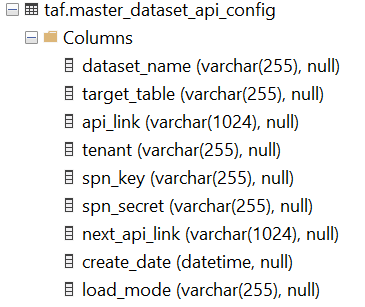 taf.master_dataset_api_config
Columns
dataset_name (varchar(255), null)
target_table (varchar(255), null)
api_link (varchar(1024), null)
tenant (varchar(255), null)
spn_key (varchar(255), null)
spn_secret (varchar(255), null)
next_api_link (varchar(1024), null)
create_date (datetime, null)
load_mode (varchar(255), null)